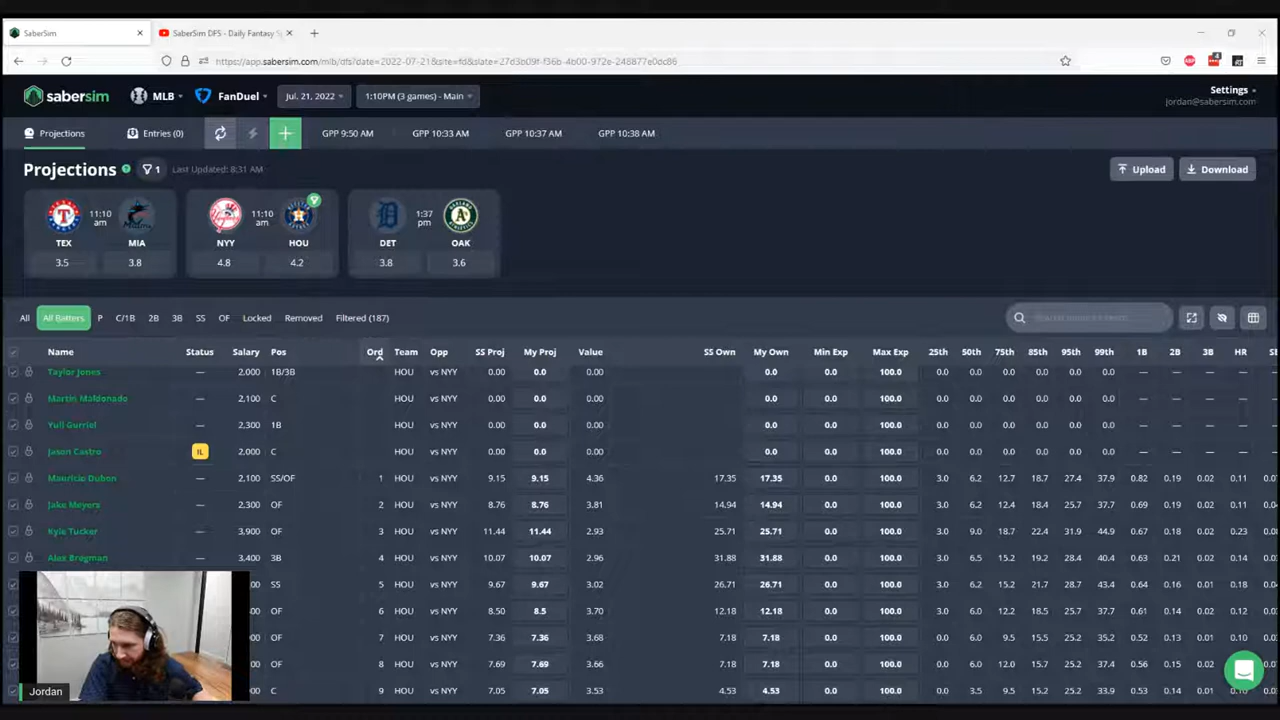 SaberSim
SaberSim DFS - Daily Fantasy Sp
https://app.sabersim.com/mlb/dfs?date=2022-07-21&site=fd&slate=27d3b09f-f36b-4b00-972e-248877e0dc86
4
sabersim MLB FanDuel Jul. 21, 2022 1:10PM (3 games) - Main Settings
jordan@sabersim.com
Projections Entries (0) GPP 9:50 AM GPP 10:33 AM GPP 10:37 AM GPP 10:38 AM
Projections ? 1 Last Updated: 8:31 AM Upload Download
11:10 am 11:10 am 1:37 pm
TEX MIA NYY HOU DET OAK
3.5 3.8 4.8 4.2 3.8 3.6
All All Batters P C/1B 2B 3B SS OF Locked Removed Filtered (187)
Name Status Salary Pos Ord Team Opp SS Proj My Proj Value SS Own My Own Min Exp Max Exp 25th 50th 75th 85th 95th 99th 1B 2B 3B HR
Taylor Jones — 2,000 1B/3B HOU vs NYY 0.00 0.0 0.00 0.0 0.0 100.0 0.0 0.0 0.0 0.0 0.0 0.0 — — — —
Martin Maldonado — 2,100 C HOU vs NYY 0.00 0.0 0.00 0.0 0.0 100.0 0.0 0.0 0.0 0.0 0.0 0.0 — — — —
Yuli Gurriel — 2,300 1B HOU vs NYY 0.00 0.0 0.00 0.0 0.0 100.0 0.0 0.0 0.0 0.0 0.0 0.0 — — — —
Jason Castro IL 2,000 C HOU vs NYY 0.00 0.0 0.00 0.0 0.0 100.0 0.0 0.0 0.0 0.0 0.0 0.0 — — — —
Mauricio Dubon — 2,100 SS/OF 1 HOU vs NYY 9.15 9.15 4.36 17.35 17.35 0.0 100.0 3.0 6.2 12.7 18.7 27.4 37.9 0.82 0.19 0.02 0.11
Jake Meyers — 2,300 OF 2 HOU vs NYY 8.76 8.76 3.81 14.94 14.94 0.0 100.0 3.0 6.2 12.4 18.4 25.7 37.9 0.69 0.19 0.02 0.11
Kyle Tucker — 3,900 OF 3 HOU vs NYY 11.44 11.44 2.93 25.71 25.71 0.0 100.0 3.0 9.0 18.7 22.4 31.9 44.9 0.67 0.18 0.02 0.23
Alex Bregman — 3,400 3B 4 HOU vs NYY 10.07 10.07 2.96 31.88 31.88 0.0 100.0 3.0 6.5 15.2 19.2 28.4 40.4 0.63 0.21 0.02 0.14
00 SS 5 HOU vs NYY 9.67 9.67 3.02 26.71 26.71 0.0 100.0 3.0 6.2 15.2 21.7 28.7 43.4 0.64 0.16 0.01 0.18
00 OF 6 HOU vs NYY 8.50 8.5 3.70 12.18 12.18 0.0 100.0 3.0 6.2 12.2 18.5 25.7 37.7 0.61 0.14 0.02 0.12
00 OF 7 HOU vs NYY 7.36 7.36 3.68 7.18 7.18 0.0 100.0 0.0 6.0 9.5 15.5 25.2 35.2 0.52 0.13 0.01 0.10
00 OF 8 HOU vs NYY 7.69 7.69 3.66 7.18 7.18 0.0 100.0 0.0 6.0 12.0 15.7 25.2 37.4 0.56 0.15 0.02
00 C 9 HOU vs NYY 7.05 7.05 3.53 4.53 4.53 0.0 100.0 0.0 3.5 9.5 15.2 25.2 33.9 0.53 0.14 0.01
Jordan